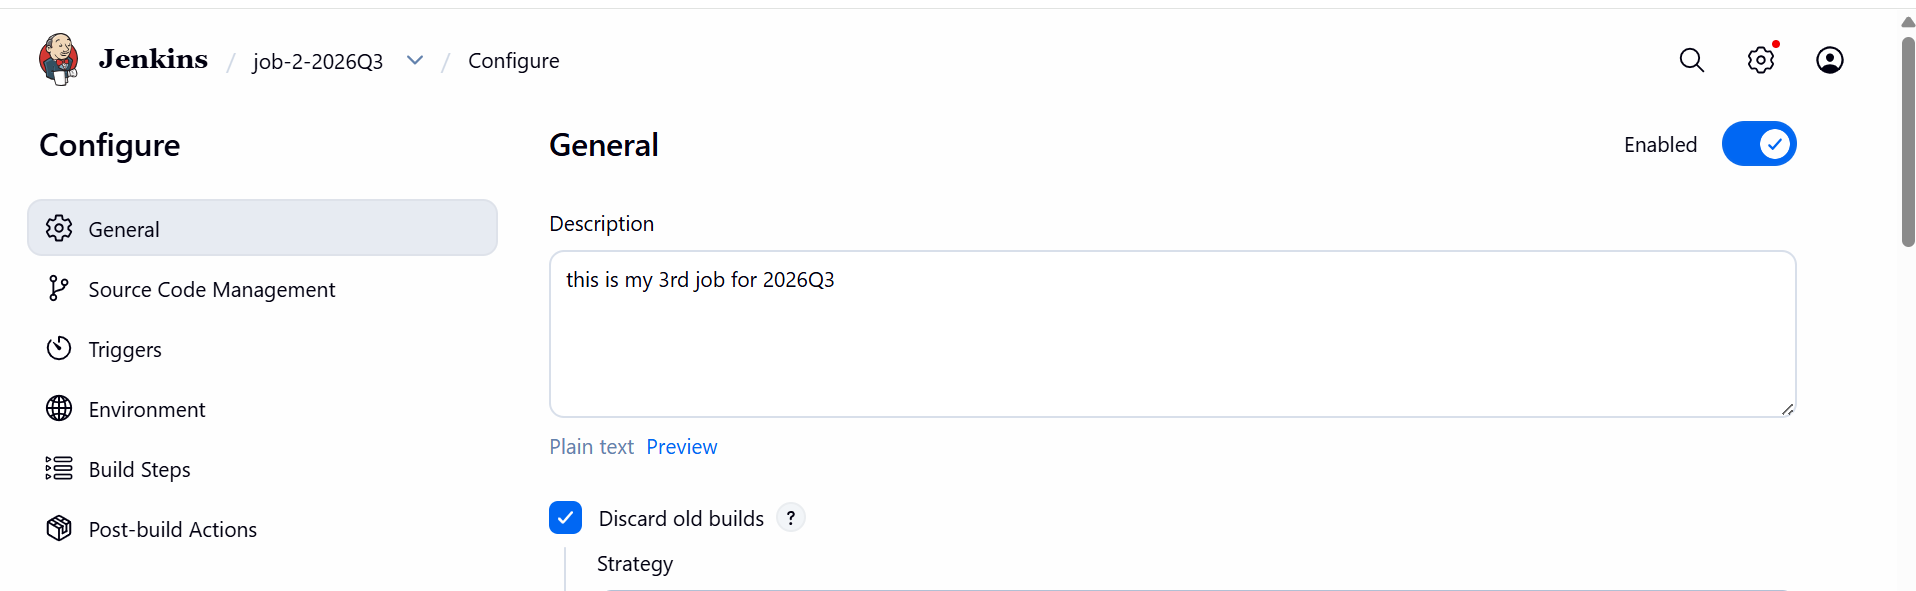 Jenkins / job-2-2026Q3 / Configure
Configure
General
Source Code Management
Triggers
Environment
Build Steps
Post-build Actions
General
Enabled
Description
this is my 3rd job for 2026Q3
Plain text Preview
Discard old builds ?
Strategy